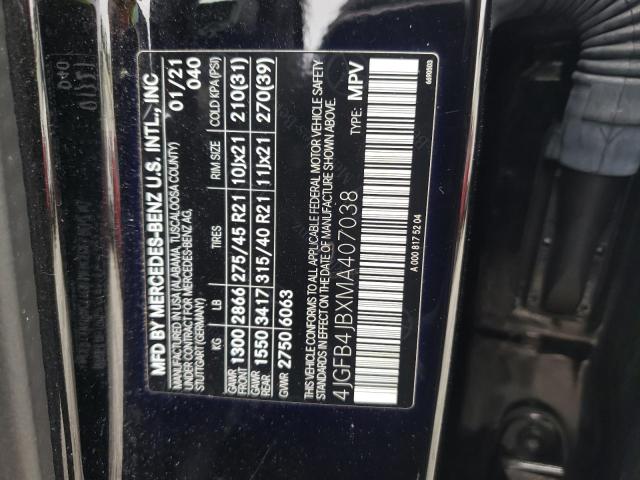 MFD BY MERCEDES-BENZ U.S. INTL., INC
MANUFACTURED IN USA (ALABAMA, TUSCALOOSA COUNTY) 01/21
UNDER CONTRACT FOR MERCEDES-BENZ AG, 040
STUTTGART (GERMANY)
KG LB TIRES RIM SIZE COLD KPA(PSI)
GAWR FRONT 1300 2866 275/45 R21 10Jx21 210(31)
GAWR REAR 1550 3417 315/40 R21 11Jx21 270(39)
GVWR 2750 6063
THIS VEHICLE CONFORMS TO ALL APPLICABLE FEDERAL MOTOR VEHICLE SAFETY
STANDARDS IN EFFECT ON THE DATE OF MANUFACTURE SHOWN ABOVE.
4JGFB4JBXMA407038 TYPE: MPV
A 000 817 52 04